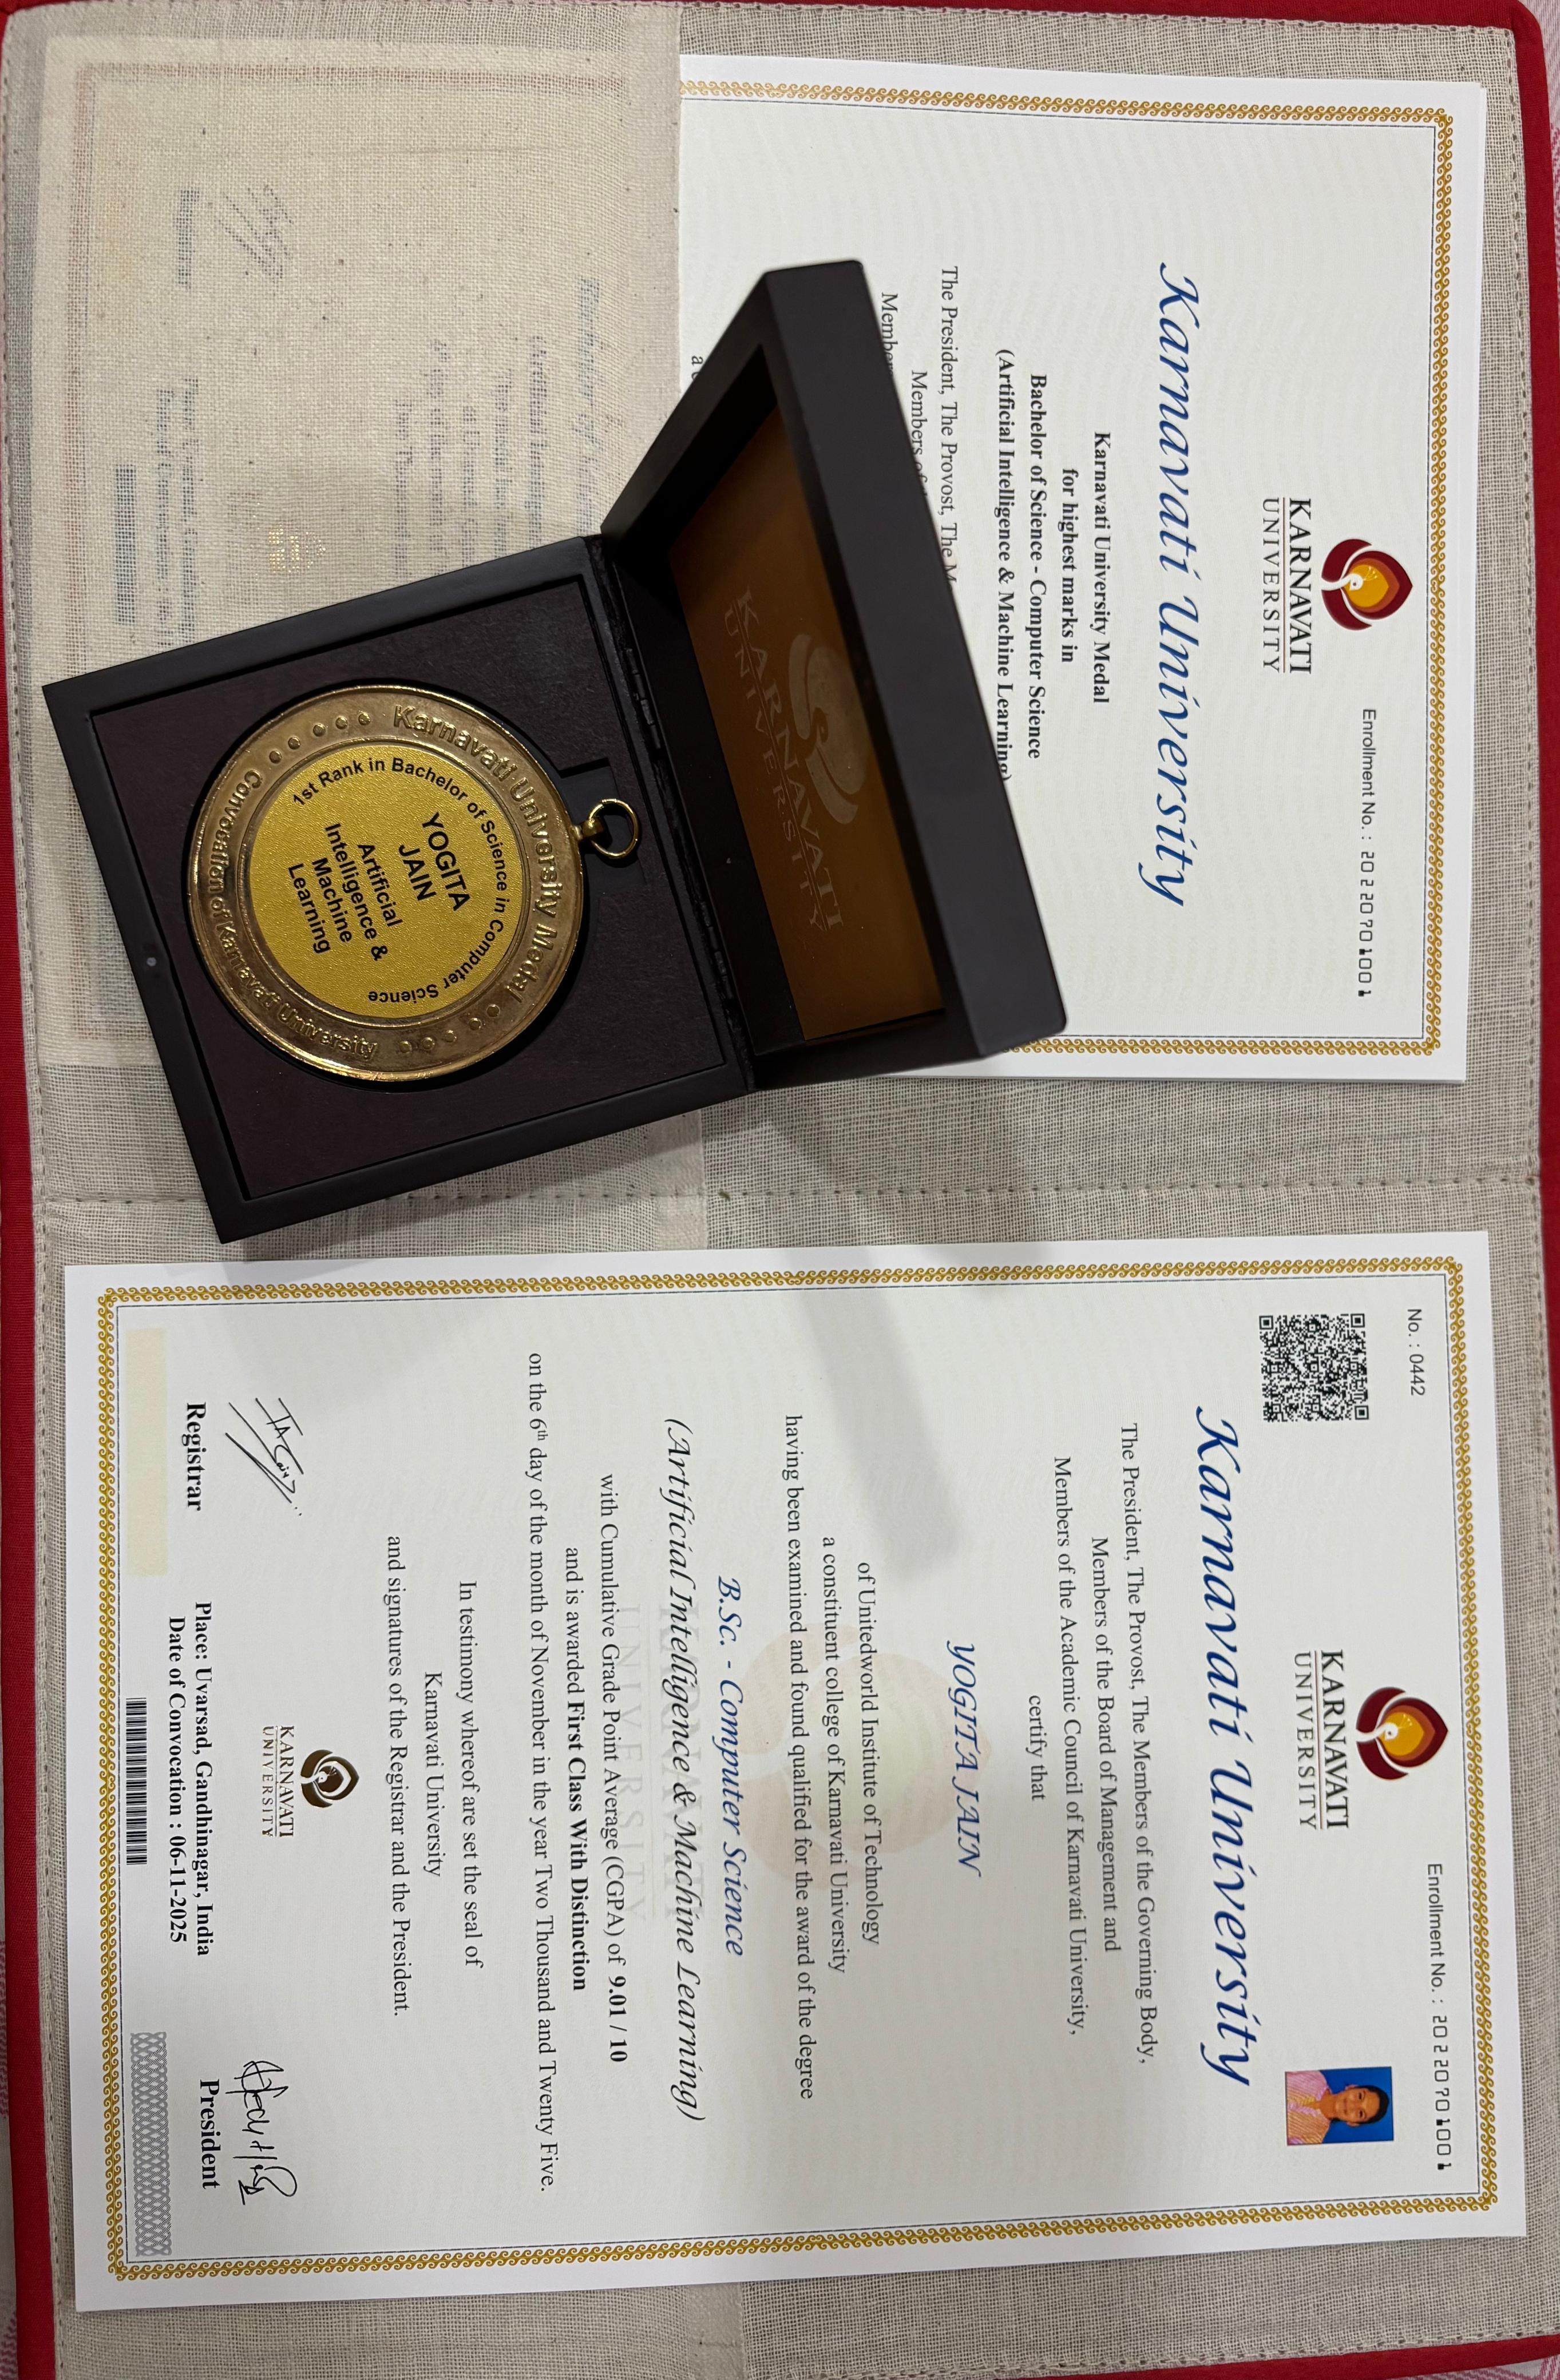 KARNAVATI
UNIVERSITY
Enrollment No. : 20220701001
Karnavati University
Karnavati University Medal
for highest marks in
Bachelor of Science - Computer Science
(Artificial Intelligence & Machine Learning)
The President, The Provost, The M
Members of
Member
a
KARNAVATI
UNIVERSITY
Karnavati University Medal
1st Rank in Bachelor of Science in Computer Science
YOGITA
JAIN
Artificial
Intelligence &
Machine
Learning
Convocation of Karnavati University
No. : 0442
Enrollment No. : 20220701001
KARNAVATI
UNIVERSITY
Karnavati University
The President, The Provost, The Members of the Governing Body,
Members of the Board of Management and
Members of the Academic Council of Karnavati University,
certify that
YOGITA JAIN
of Unitedworld Institute of Technology
a constituent college of Karnavati University
having been examined and found qualified for the award of the degree
B.Sc. - Computer Science
(Artificial Intelligence & Machine Learning)
with Cumulative Grade Point Average (CGPA) of 9.01 / 10
and is awarded First Class With Distinction
on the 6th day of the month of November in the year Two Thousand and Twenty Five.
In testimony whereof are set the seal of
Karnavati University
and signatures of the Registrar and the President.
KARNAVATI
UNIVERSITY
Registrar
Place: Uvarsad, Gandhinagar, India
Date of Convocation : 06-11-2025
President